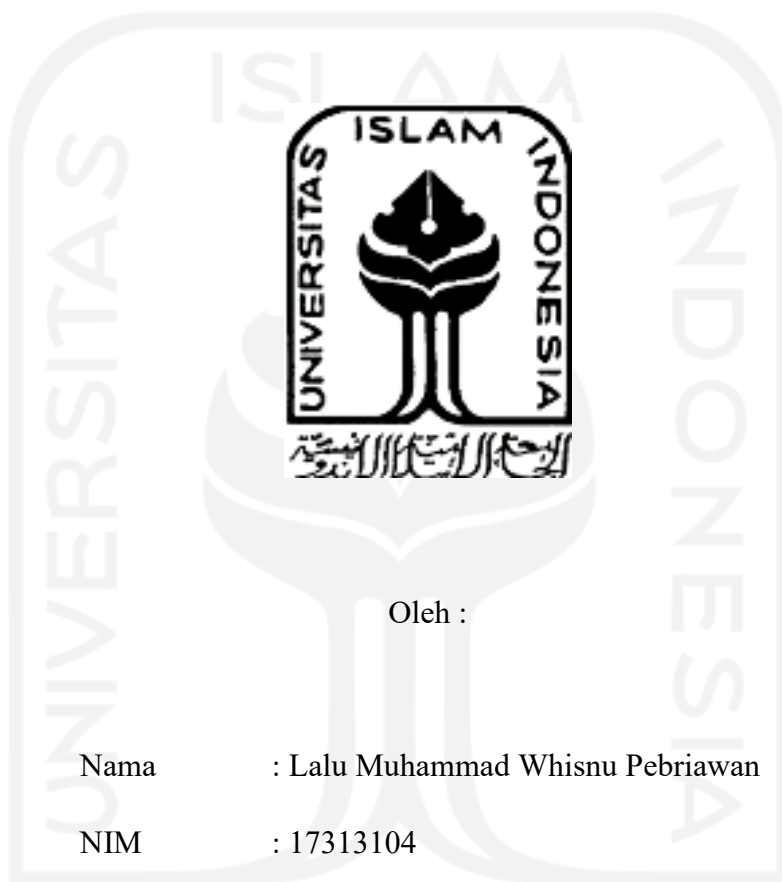 ISLAM
UNIVERSITAS
INDONESIA
Oleh :
Nama : Lalu Muhammad Whisnu Pebriawan
NIM : 17313104